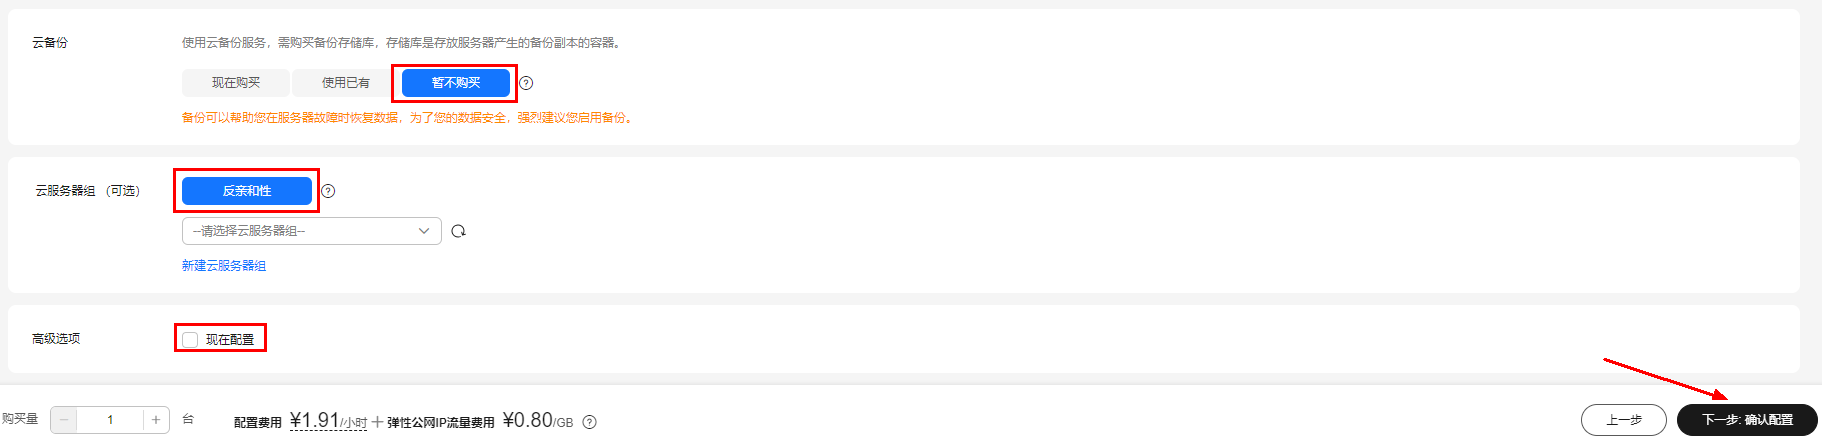 云备份
使用云备份服务，需购买备份存储库，存储库是存放服务器产生的备份副本的容器。
现在购买 使用已有 暂不购买 ?
备份可以帮助您在服务器故障时恢复数据，为了您的数据安全，强烈建议您启用备份。
云服务器组 （可选） 反亲和性 ?
--请选择云服务器组--
新建云服务器组
高级选项 现在配置
购买量 − 1 + 台 配置费用 ¥1.91/小时 + 弹性公网IP流量费用 ¥0.80/GB ? 上一步 下一步: 确认配置